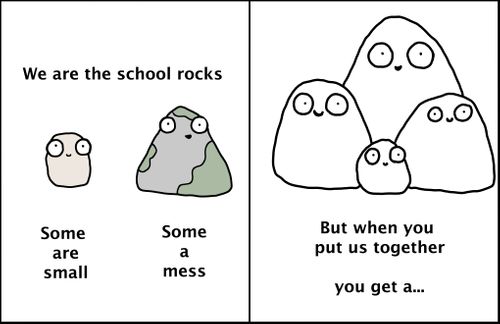 We are the school rocks
Some
are
small
Some
a
mess
But when you
put us together
you get a...